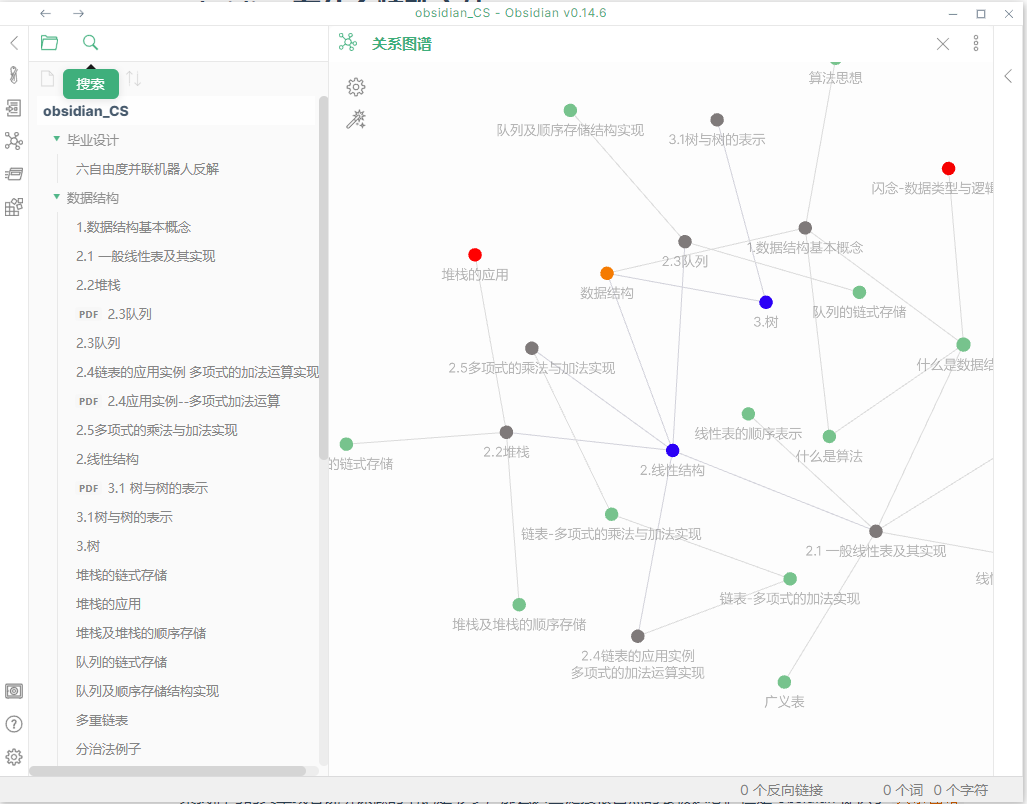 obsidian_CS - Obsidian v0.14.6
关系图谱
搜索
obsidian_CS
毕业设计
六自由度并联机器人反解
数据结构
1.数据结构基本概念
2.1 一般线性表及其实现
2.2堆栈
PDF 2.3队列
2.3队列
2.4链表的应用实例 多项式的加法运算实现
PDF 2.4应用实例--多项式加法运算
2.5多项式的乘法与加法实现
2.线性结构
PDF 3.1 树与树的表示
3.1树与树的表示
3.树
堆栈的链式存储
堆栈的应用
堆栈及堆栈的顺序存储
队列的链式存储
队列及顺序存储结构实现
多重链表
分治法例子
算法思想
队列及顺序存储结构实现
3.1树与树的表示
闪念-数据类型与逻辑
1.数据结构基本概念
2.3队列
堆栈的应用
数据结构
队列的链式存储
3.树
2.5多项式的乘法与加法实现
什么是数据结
线性表的顺序表示
2.2堆栈
什么是算法
的链式存储
2.线性结构
链表-多项式的乘法与加法实现
2.1 一般线性表及其实现
线性
链表-多项式的加法实现
堆栈及堆栈的顺序存储
2.4链表的应用实例
多项式的加法运算实现
广义表
0 个反向链接 0 个词 0 个字符